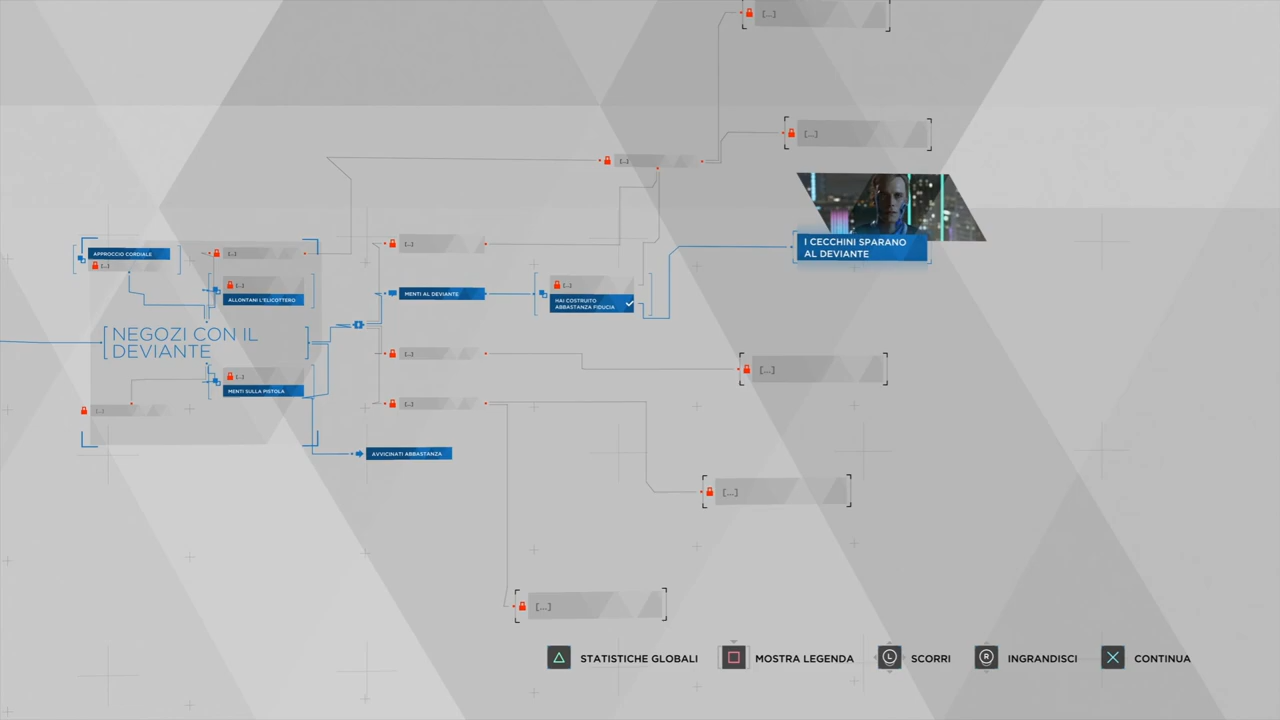 [...]
[...]
[...]
I CECCHINI SPARANO
AL DEVIANTE
APPROCCIO CORDIALE
[...]
[...]
[...]
ALLONTANI L'ELICOTTERO
[...]
MENTI AL DEVIANTE
[...]
HAI COSTRUITO
ABBASTANZA FIDUCIA
NEGOZI CON IL
DEVIANTE
[...]
[...]
[...]
MENTI SULLA PISTOLA
[...]
[...]
AVVICINATI ABBASTANZA
[...]
[...]
STATISTICHE GLOBALI
MOSTRA LEGENDA
L
SCORRI
R
INGRANDISCI
CONTINUA